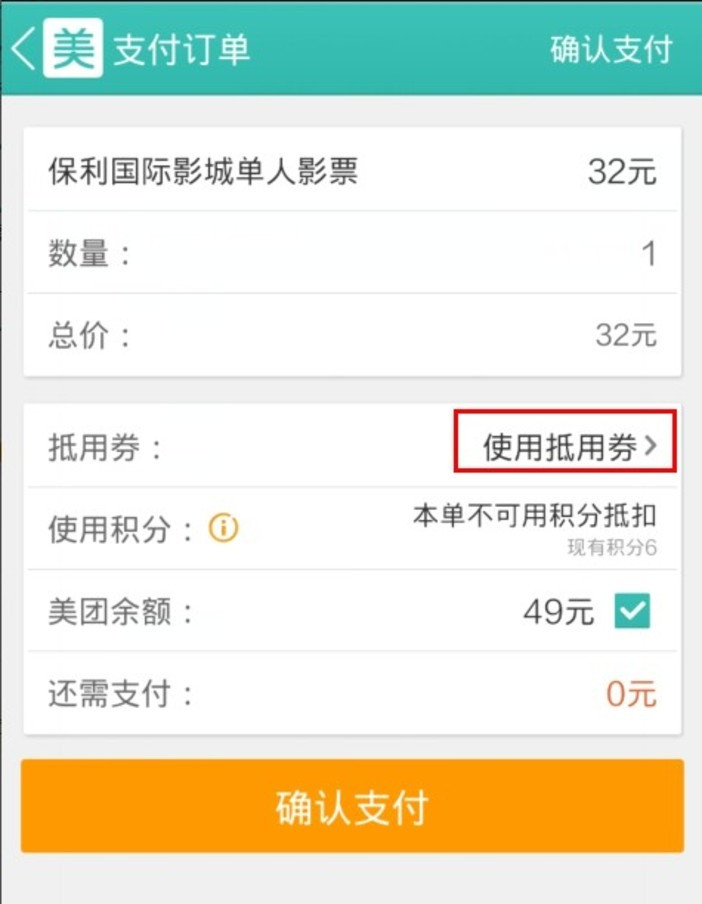 美 支付订单 确认支付
保利国际影城单人影票 32元
数量： 1
总价： 32元
抵用券： 使用抵用券
使用积分： 本单不可用积分抵扣
现有积分6
美团余额： 49元
还需支付： 0元
确认支付